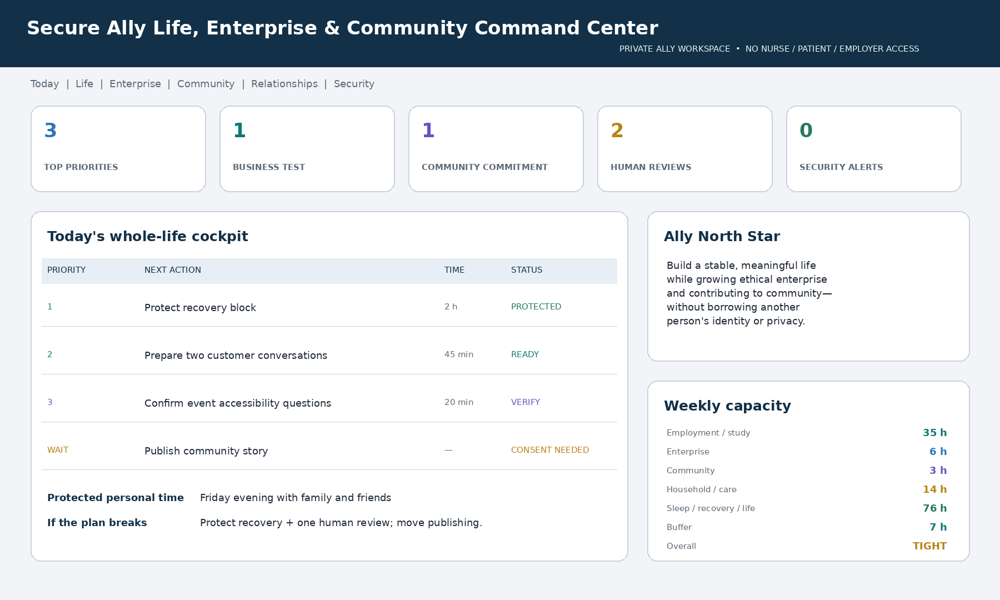 Secure Ally Life, Enterprise & Community Command Center
PRIVATE ALLY WORKSPACE • NO NURSE / PATIENT / EMPLOYER ACCESS
Today | Life | Enterprise | Community | Relationships | Security
3
TOP PRIORITIES
1
BUSINESS TEST
1
COMMUNITY COMMITMENT
2
HUMAN REVIEWS
0
SECURITY ALERTS
Today's whole-life cockpit
PRIORITY NEXT ACTION TIME STATUS
1 Protect recovery block 2 h PROTECTED
2 Prepare two customer conversations 45 min READY
3 Confirm event accessibility questions 20 min VERIFY
WAIT Publish community story — CONSENT NEEDED
Protected personal time Friday evening with family and friends
If the plan breaks Protect recovery + one human review; move publishing.
Ally North Star
Build a stable, meaningful life
while growing ethical enterprise
and contributing to community—
without borrowing another
person's identity or privacy.
Weekly capacity
Employment / study 35 h
Enterprise 6 h
Community 3 h
Household / care 14 h
Sleep / recovery / life 76 h
Buffer 7 h
Overall TIGHT